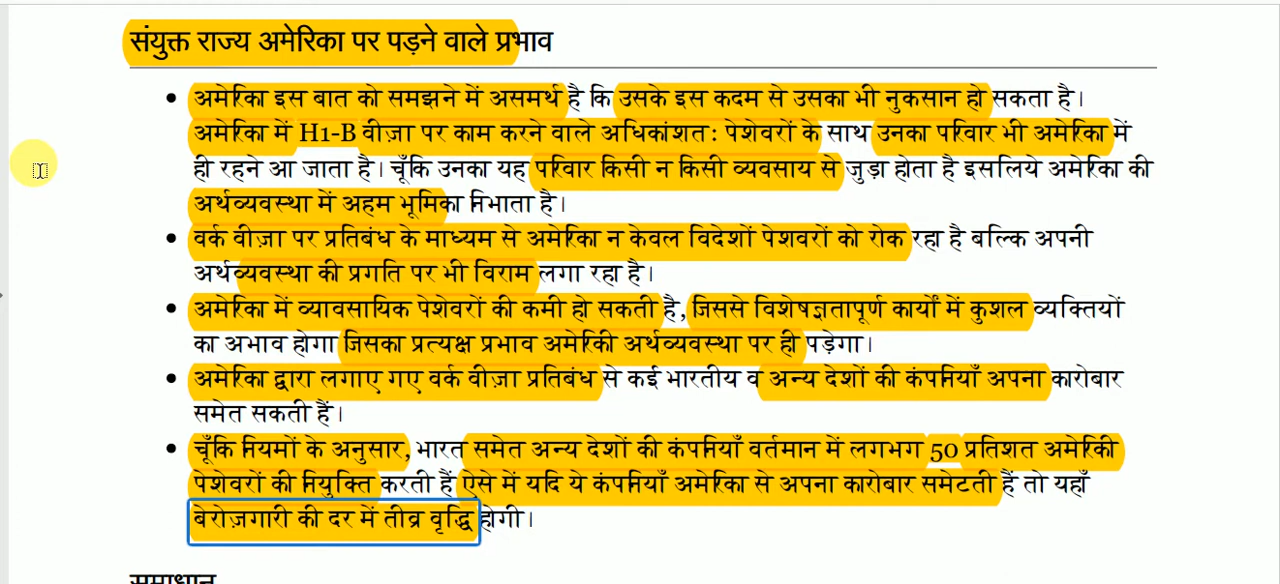 संयुक्त राज्य अमेरिका पर पड़ने वाले प्रभाव
• अमेरिका इस बात को समझने में असमर्थ है कि उसके इस कदम से उसका भी नुकसान हो सकता है।
अमेरिका में H1-B वीज़ा पर काम करने वाले अधिकांशत: पेशेवरों के साथ उनका परिवार भी अमेरिका में
ही रहने आ जाता है। चूँकि उनका यह परिवार किसी न किसी व्यवसाय से जुड़ा होता है इसलिये अमेरिका की
अर्थव्यवस्था में अहम भूमिका निभाता है।
• वर्क वीज़ा पर प्रतिबंध के माध्यम से अमेरिका न केवल विदेशों पेशवरों को रोक रहा है बल्कि अपनी
अर्थव्यवस्था की प्रगति पर भी विराम लगा रहा है।
• अमेरिका में व्यावसायिक पेशेवरों की कमी हो सकती है, जिससे विशेषज्ञतापूर्ण कार्यों में कुशल व्यक्तियों
का अभाव होगा जिसका प्रत्यक्ष प्रभाव अमेरिकी अर्थव्यवस्था पर ही पड़ेगा।
• अमेरिका द्वारा लगाए गए वर्क वीज़ा प्रतिबंध से कई भारतीय व अन्य देशों की कंपनियाँ अपना कारोबार
समेत सकती हैं।
• चूँकि नियमों के अनुसार, भारत समेत अन्य देशों की कंपनियाँ वर्तमान में लगभग 50 प्रतिशत अमेरिकी
पेशेवरों की नियुक्ति करती हैं ऐसे में यदि ये कंपनियाँ अमेरिका से अपना कारोबार समेटती हैं तो यहाँ
बेरोज़गारी की दर में तीव्र वृद्धि होगी।
समाधान